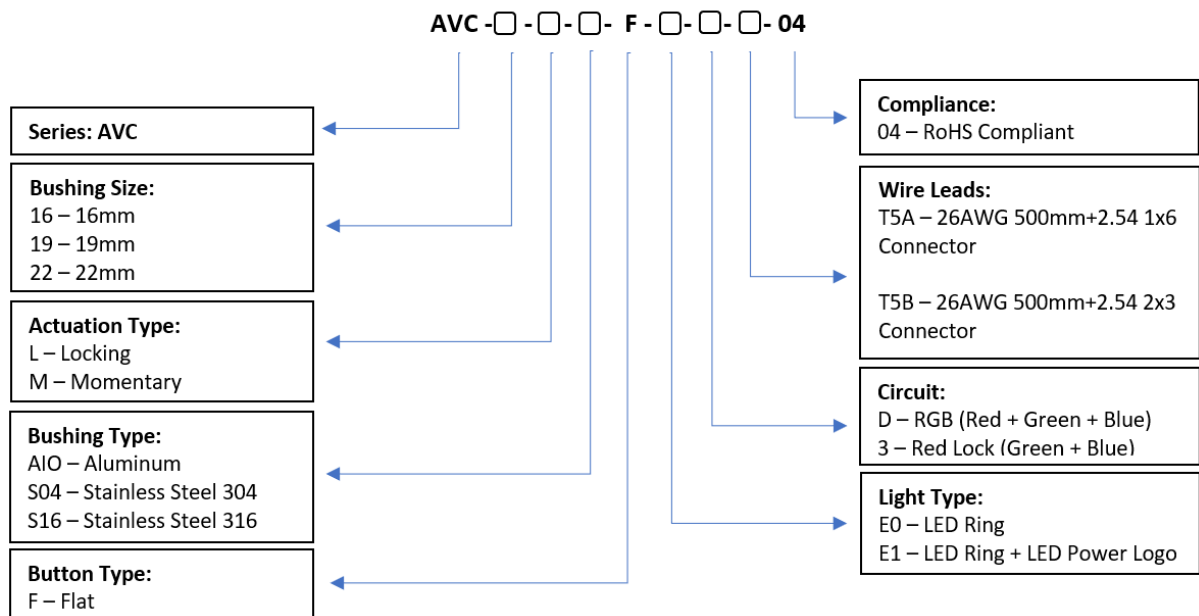 AVC -▢ - ▢ - ▢ - F - ▢ - ▢ - ▢ - 04
Series: AVC
Bushing Size:
16 – 16mm
19 – 19mm
22 – 22mm
Actuation Type:
L – Locking
M – Momentary
Bushing Type:
AIO – Aluminum
S04 – Stainless Steel 304
S16 – Stainless Steel 316
Button Type:
F – Flat
Compliance:
04 – RoHS Compliant
Wire Leads:
T5A – 26AWG 500mm+2.54 1x6
Connector
T5B – 26AWG 500mm+2.54 2x3
Connector
Circuit:
D – RGB (Red + Green + Blue)
3 – Red Lock (Green + Blue)
Light Type:
E0 – LED Ring
E1 – LED Ring + LED Power Logo